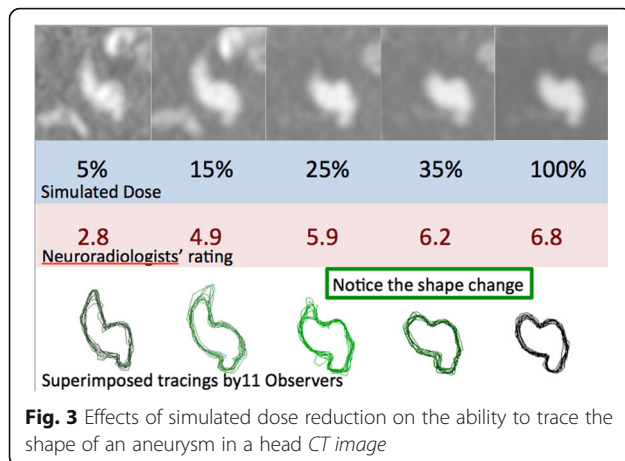 5% 15% 25% 35% 100%
Simulated Dose
2.8 4.9 5.9 6.2 6.8
Neuroradiologists' rating
Notice the shape change
Superimposed tracings by11 Observers
Fig. 3 Effects of simulated dose reduction on the ability to trace the
shape of an aneurysm in a head CT image